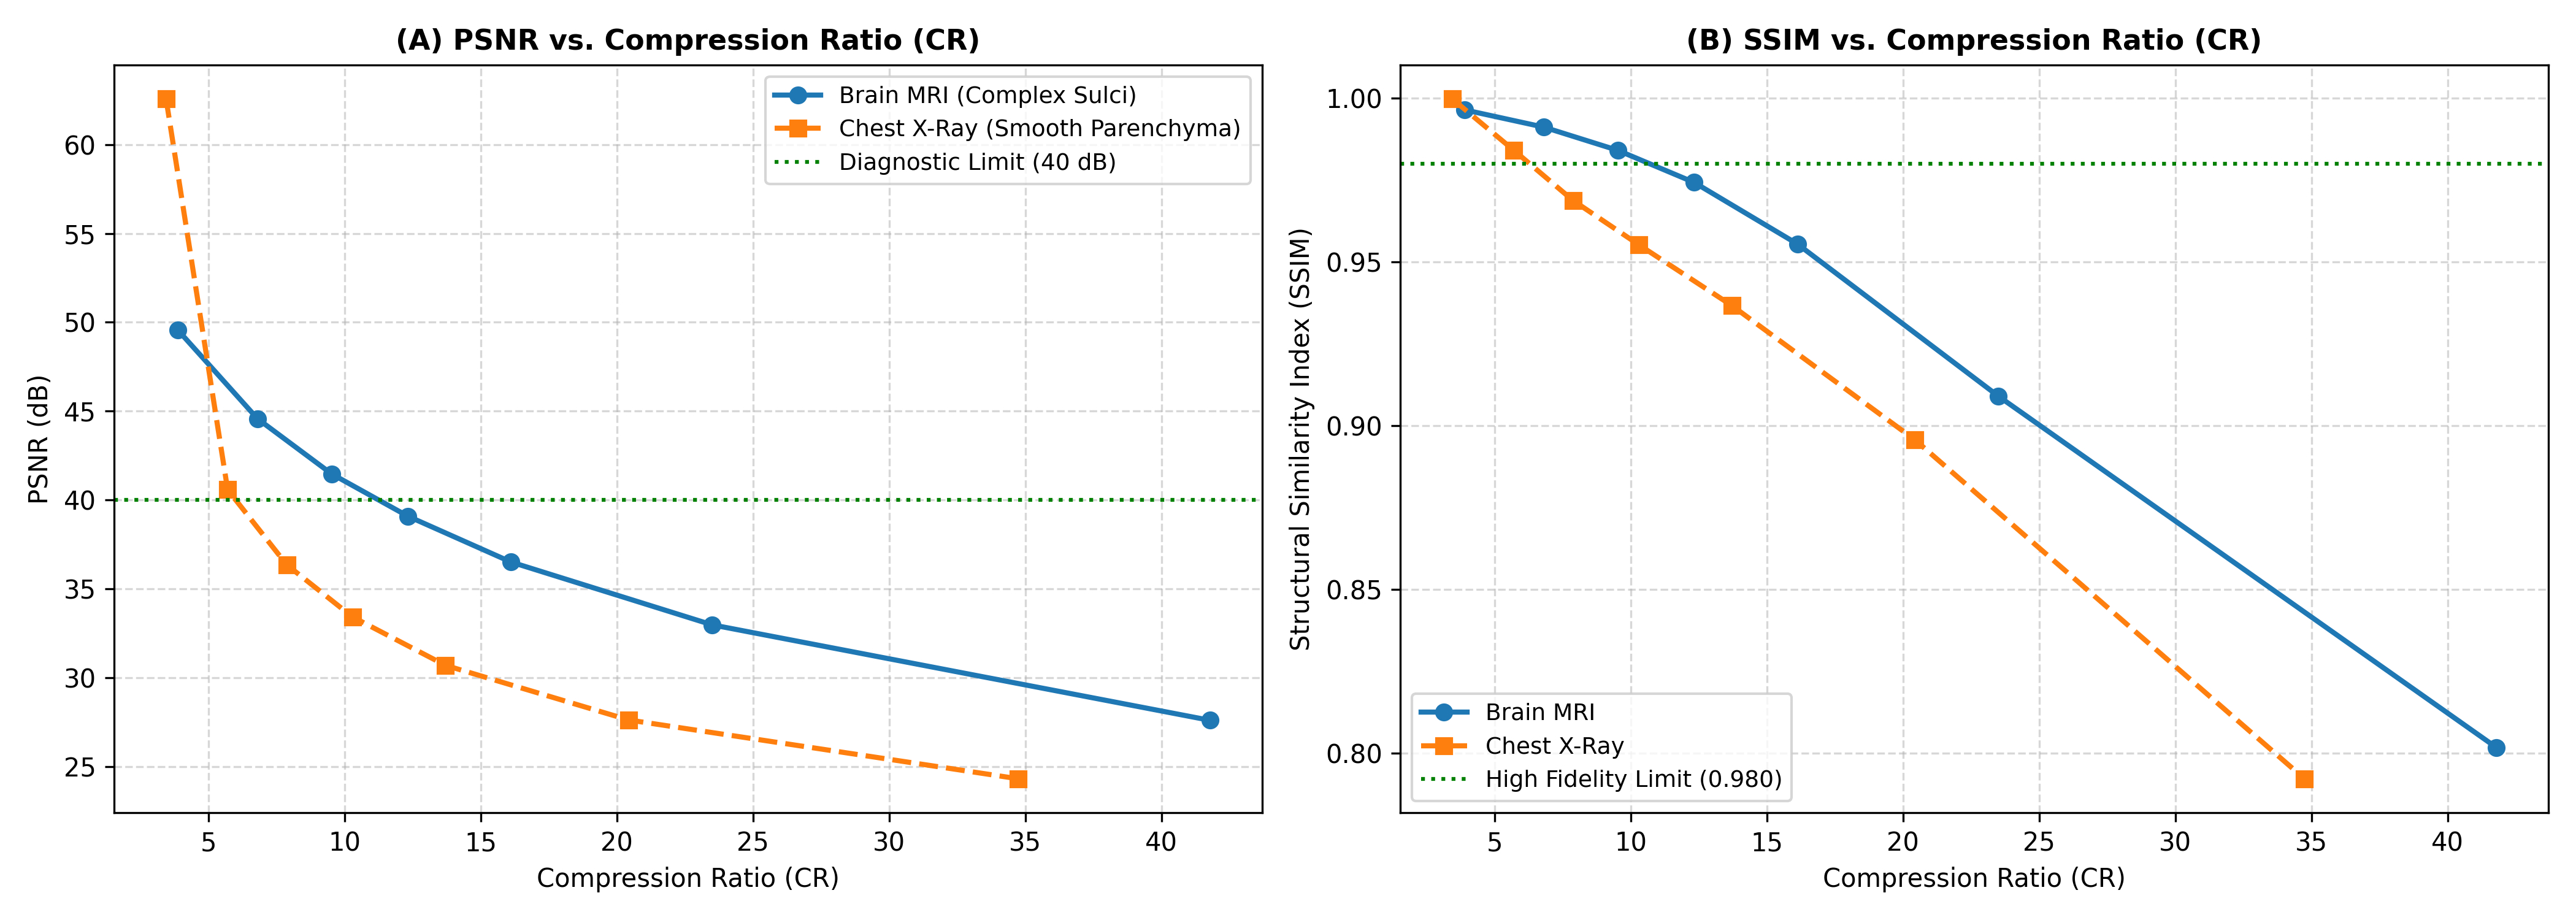 (A) PSNR vs. Compression Ratio (CR)
Brain MRI (Complex Sulci)
Chest X-Ray (Smooth Parenchyma)
Diagnostic Limit (40 dB)
PSNR (dB)
60
55
50
45
40
35
30
25
5 10 15 20 25 30 35 40
Compression Ratio (CR)
(B) SSIM vs. Compression Ratio (CR)
Structural Similarity Index (SSIM)
1.00
0.95
0.90
0.85
0.80
Brain MRI
Chest X-Ray
High Fidelity Limit (0.980)
5 10 15 20 25 30 35 40
Compression Ratio (CR)